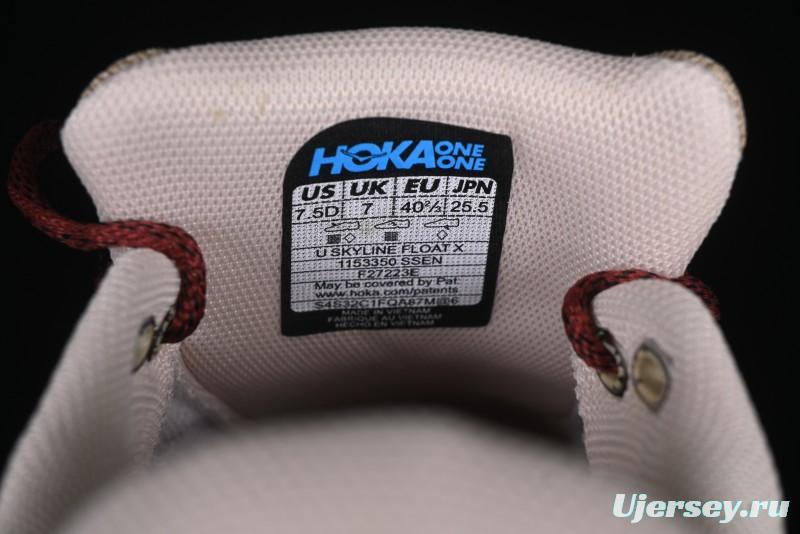 HOKA ONE ONE
US UK EU JPN
7.5D 7 40⅔ 25.5
U SKYLINE FLOAT X
1153350 SSEN
F27223E
May be covered by Pat:
www.hoka.com/patents
S4S32C1FQA67M@6
MADE IN VIETNAM
FABRIQUE AU VIETNAM
HECHO EN VIETNAM
Ujersey.ru